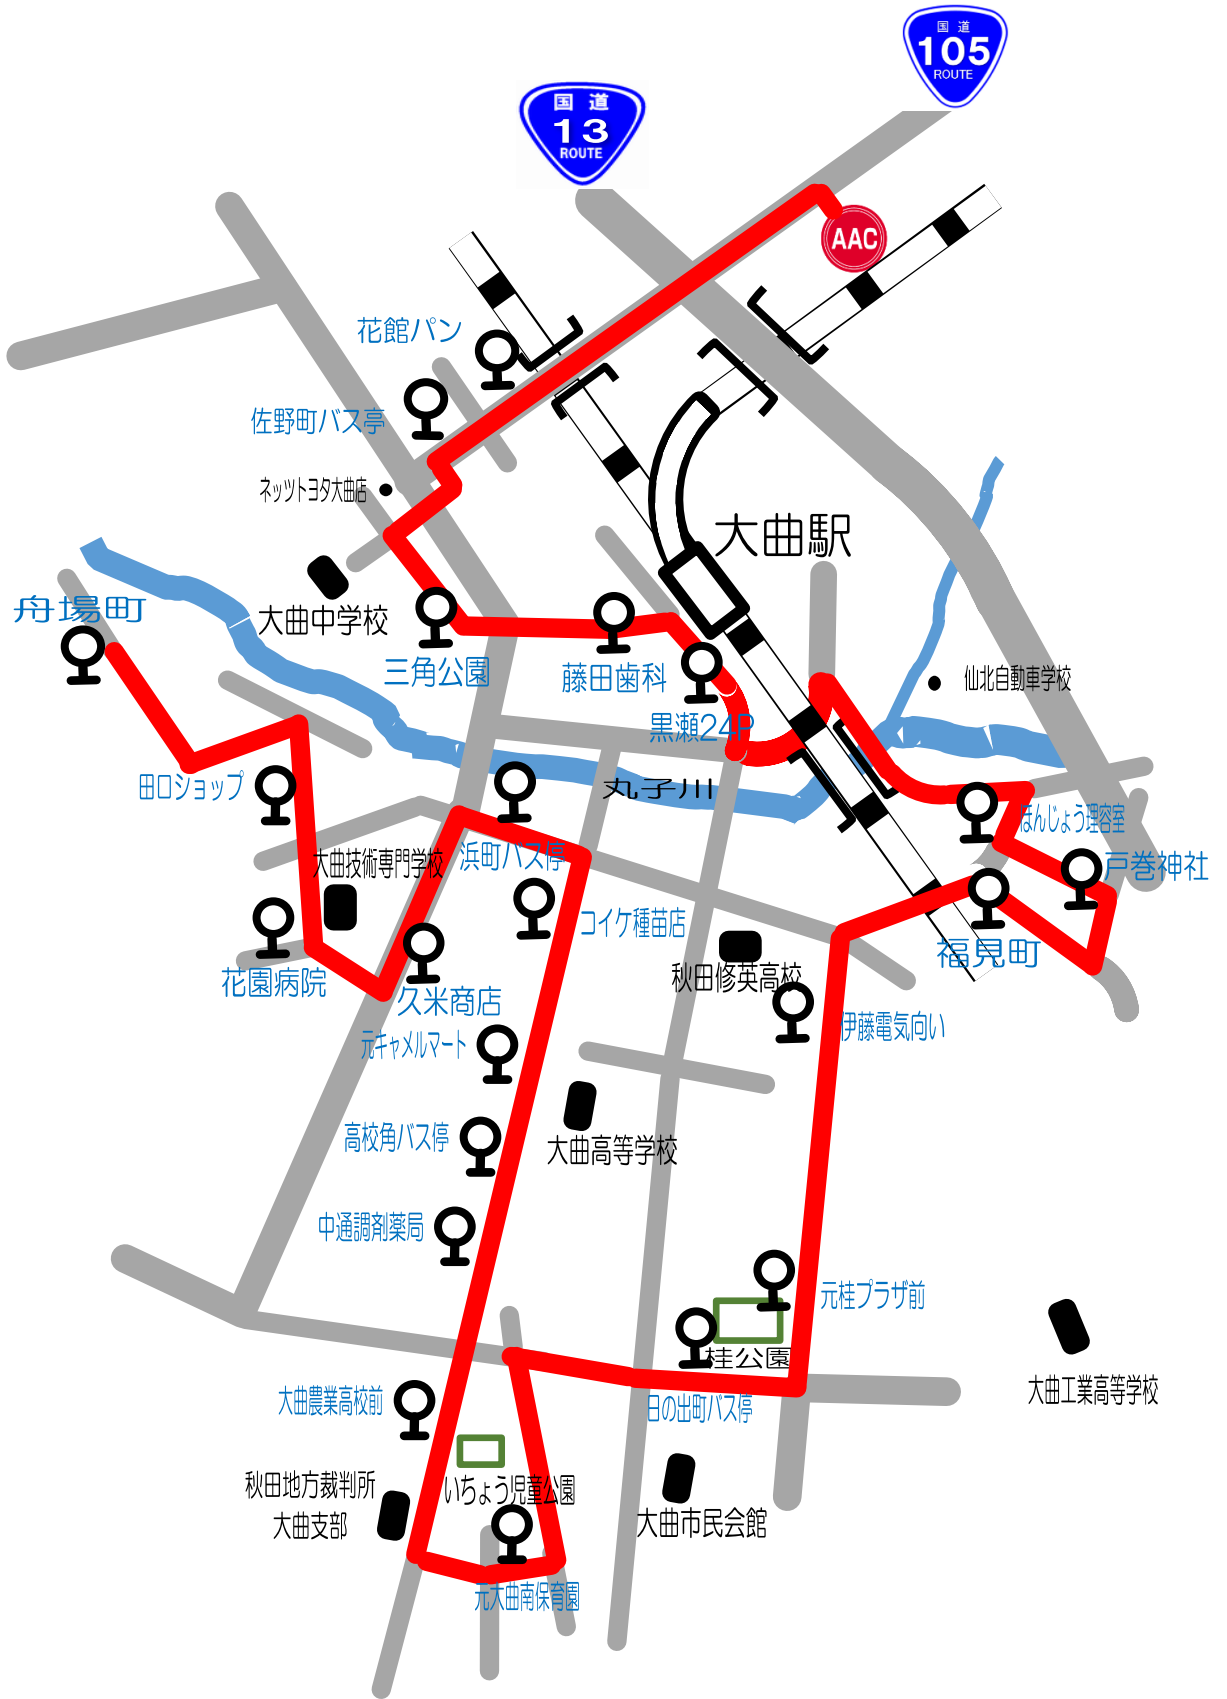 国道
105
ROUTE
国道
13
ROUTE
AAC
花館パン
佐野町バス亭
ネッツトヨタ大曲店
大曲駅
舟場町
大曲中学校
三角公園
藤田歯科
仙北自動車学校
黒瀬24P
田口ショップ
丸子川
ほんじょう理容室
大曲技術専門学校
浜町バス停
戸巻神社
コイケ種苗店
福見町
花園病院
久米商店
秋田修英高校
伊藤電気向い
元キャメルマート
高校角バス停
大曲高等学校
中通調剤薬局
元桂プラザ前
桂公園
大曲工業高等学校
大曲農業高校前
日の出町バス停
秋田地方裁判所
大曲支部
いちょう児童公園
大曲市民会館
元大曲南保育園